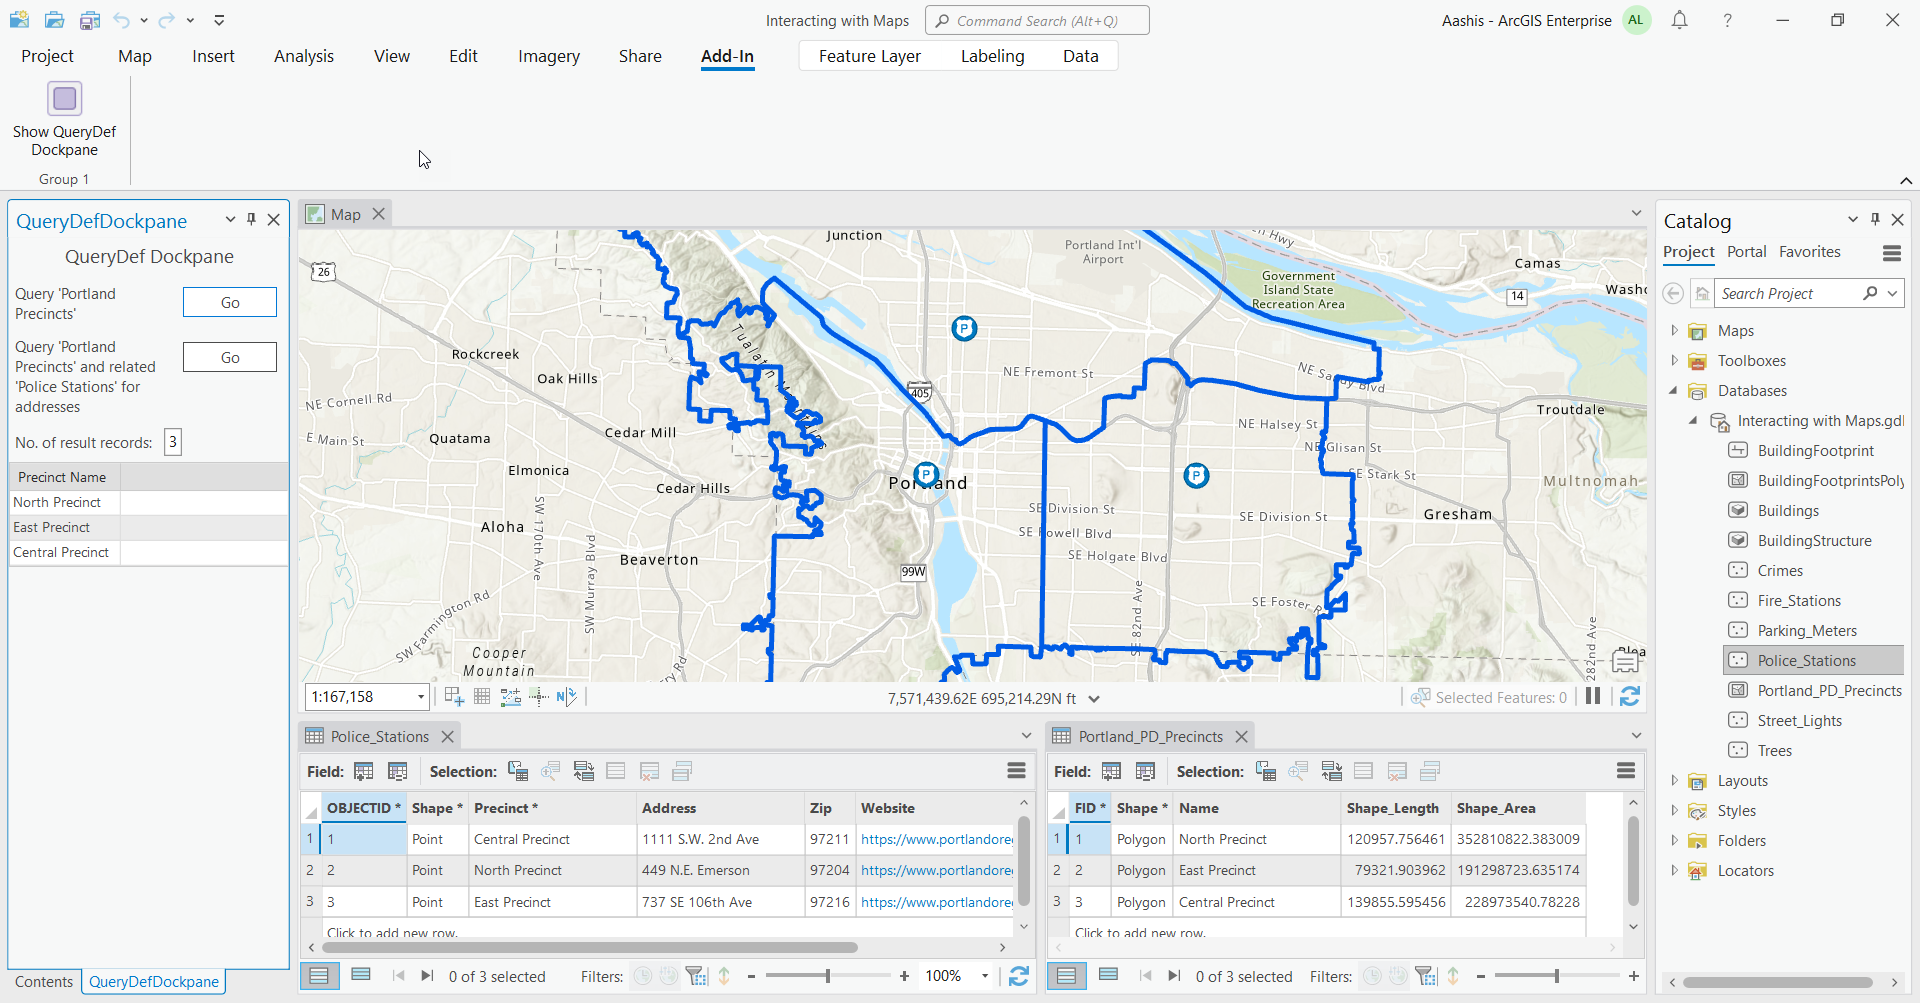 Interacting with Maps
Command Search (Alt+Q)
Aashis - ArcGIS Enterprise
AL
?
Project
Map
Insert
Analysis
View
Edit
Imagery
Share
Add-In
Feature Layer
Labeling
Data
Show QueryDef
Dockpane
Group 1
QueryDefDockpane
QueryDef Dockpane
Query 'Portland
Precincts'
Go
Query 'Portland
Precincts' and related
'Police Stations' for
addresses
Go
No. of result records: 3
Precinct Name
North Precinct
East Precinct
Central Precinct
Contents
QueryDefDockpane
Map
Junction
Portland Int'l
Airport
en Hwy
Camas
26
Government
Island State
Recreation Area
14
Washo
P
Tualatin Mountains
Rockcreek
Oak Hills
NE Fremont St
NE Sandy Blvd
405
NE Cornell Rd
Troutdale
E Main St
Quatama
Cedar Mill
NE Halsey St
NE Glisan St
Elmonica
P
Portland
P
SE Stark St
Multnomah
Cedar Hills
SE Division St
SE Division St
Gresham
Aloha
SW 170th Ave
SW Murray Blvd
SE Powell Blvd
Beaverton
SE Holgate Blvd
99W
SE 82nd Ave
SE Foster R
SW Farmington Rd
282nd Ave
Cooper
Mountain
ry Rd
Plea
1:167,158
N
7,571,439.62E 695,214.29N ft
Selected Features: 0
Police_Stations
Field:
Selection:
OBJECTID *
Shape *
Precinct *
Address
Zip
Website
1 1 Point Central Precinct 1111 S.W. 2nd Ave 97211 https://www.portlandore
2 2 Point North Precinct 449 N.E. Emerson 97204 https://www.portlandore
3 3 Point East Precinct 737 SE 106th Ave 97216 https://www.portlandore
Click to add new row.
0 of 3 selected
Filters:
100%
Portland_PD_Precincts
Field:
Selection:
FID *
Shape *
Name
Shape_Length
Shape_Area
1 1 Polygon North Precinct 120957.756461 352810822.383009
2 2 Polygon East Precinct 79321.903962 191298723.635174
3 3 Polygon Central Precinct 139855.595456 228973540.78228
Click to add new row.
0 of 3 selected
Filters:
Catalog
Project
Portal
Favorites
Search Project
Maps
Toolboxes
Databases
Interacting with Maps.gdl
BuildingFootprint
BuildingFootprintsPoly
Buildings
BuildingStructure
Crimes
Fire_Stations
Parking_Meters
Police_Stations
Portland_PD_Precincts
Street_Lights
Trees
Layouts
Styles
Folders
Locators